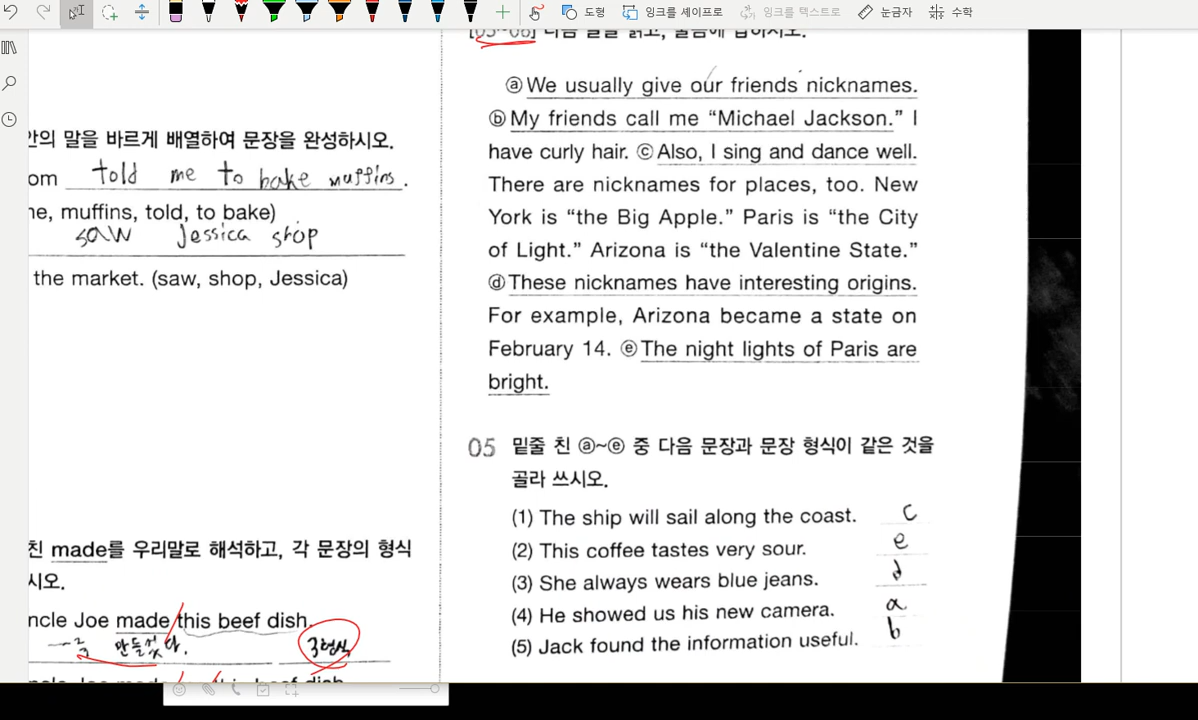 도형
잉크를 셰이프로
잉크를 텍스트로
눈금자
수학
안의 말을 바르게 배열하여 문장을 완성하시오.
om told me to bake muffins.
ne, muffins, told, to bake)
saw Jessica shop
the market. (saw, shop, Jessica)
친 made를 우리말로 해석하고, 각 문장의 형식
시오.
ncle Joe made this beef dish.
만들었다.
3형식
[05~06] 다음 글을 읽고, 물음에 답하시오.
ⓐ We usually give our friends nicknames.
ⓑ My friends call me “Michael Jackson.” I
have curly hair. ⓒ Also, I sing and dance well.
There are nicknames for places, too. New
York is “the Big Apple.” Paris is “the City
of Light.” Arizona is “the Valentine State.”
ⓓ These nicknames have interesting origins.
For example, Arizona became a state on
February 14. ⓔ The night lights of Paris are
bright.
05 밑줄 친 ⓐ~ⓔ 중 다음 문장과 문장 형식이 같은 것을
골라 쓰시오.
(1) The ship will sail along the coast. c
(2) This coffee tastes very sour. e
(3) She always wears blue jeans. d
(4) He showed us his new camera. a
(5) Jack found the information useful. b